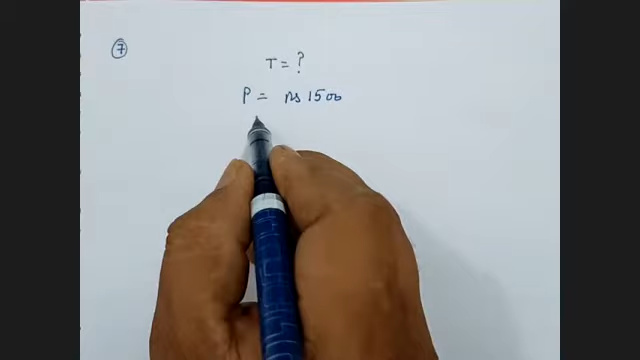 7
T = ?
P = Rs 1500